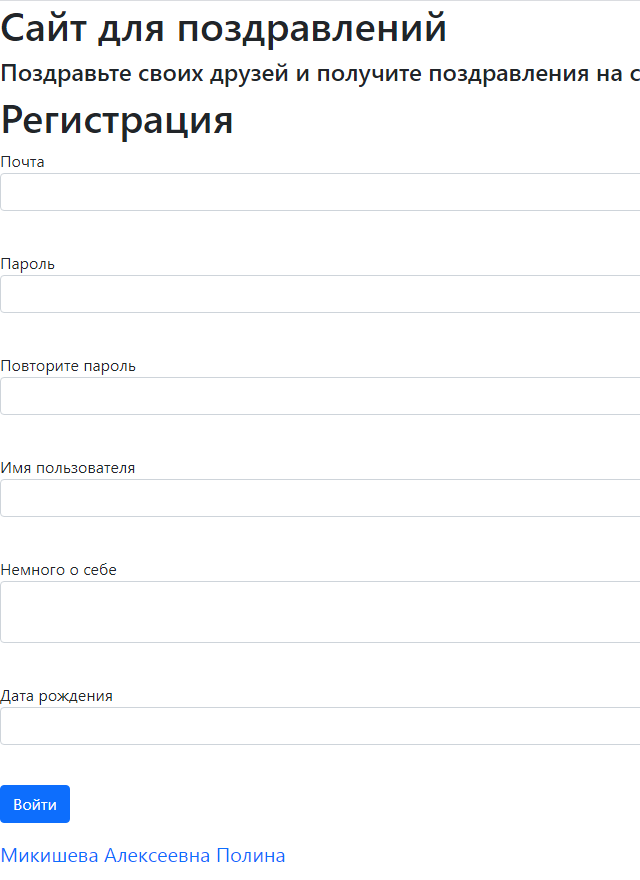 Сайт для поздравлений
Поздравьте своих друзей и получите поздравления на
Регистрация
Почта
Пароль
Повторите пароль
Имя пользователя
Немного о себе
Дата рождения
Войти
Микишева Алексеевна Полина